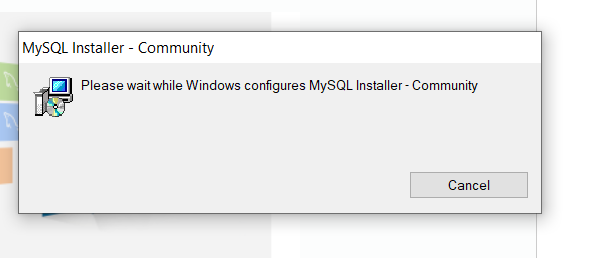 MySQL Installer - Community
Please wait while Windows configures MySQL Installer - Community
Cancel